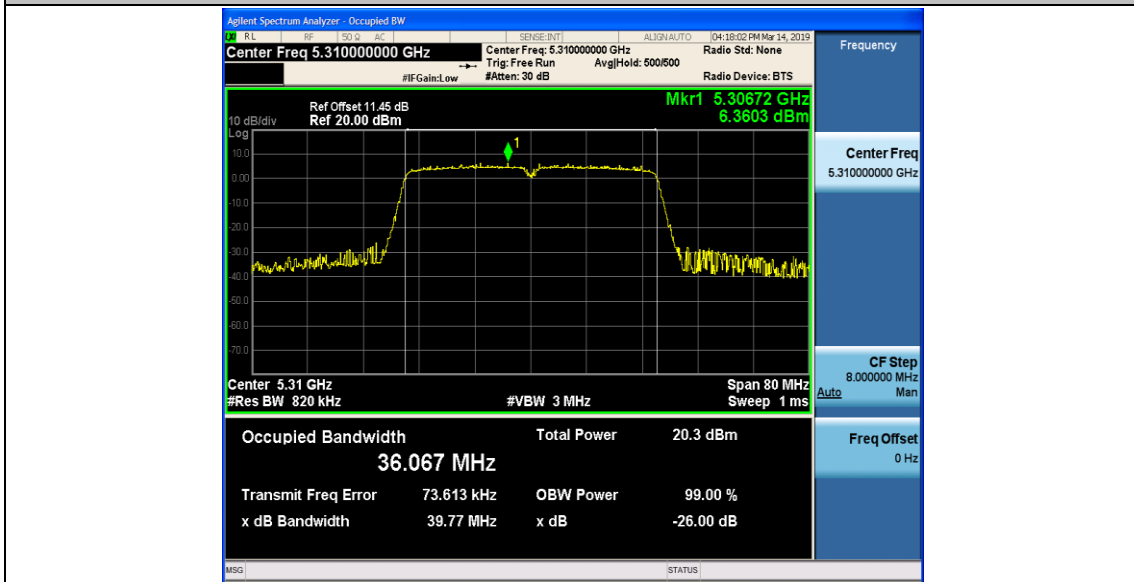 Agilent Spectrum Analyzer - Occupied BW
LXI RL RF 50 Ω AC SENSE:INT ALIGN AUTO 04:18:02 PM Mar 14, 2019
Center Freq 5.310000000 GHz
Center Freq: 5.310000000 GHz
Radio Std: None
Trig: Free Run Avg|Hold: 500/500
#IFGain:Low #Atten: 30 dB Radio Device: BTS
Frequency
Mkr1 5.30672 GHz
6.3603 dBm
Ref Offset 11.45 dB
10 dB/div Ref 20.00 dBm
Log
10.0
0.00
-10.0
-20.0
-30.0
-40.0
-50.0
-60.0
-70.0
1
Center 5.31 GHz Span 80 MHz
#Res BW 820 kHz #VBW 3 MHz Sweep 1 ms
Occupied Bandwidth Total Power 20.3 dBm
36.067 MHz
Transmit Freq Error 73.613 kHz OBW Power 99.00 %
x dB Bandwidth 39.77 MHz x dB -26.00 dB
Center Freq
5.310000000 GHz
CF Step
8.000000 MHz
Auto Man
Freq Offset
0 Hz
MSG STATUS